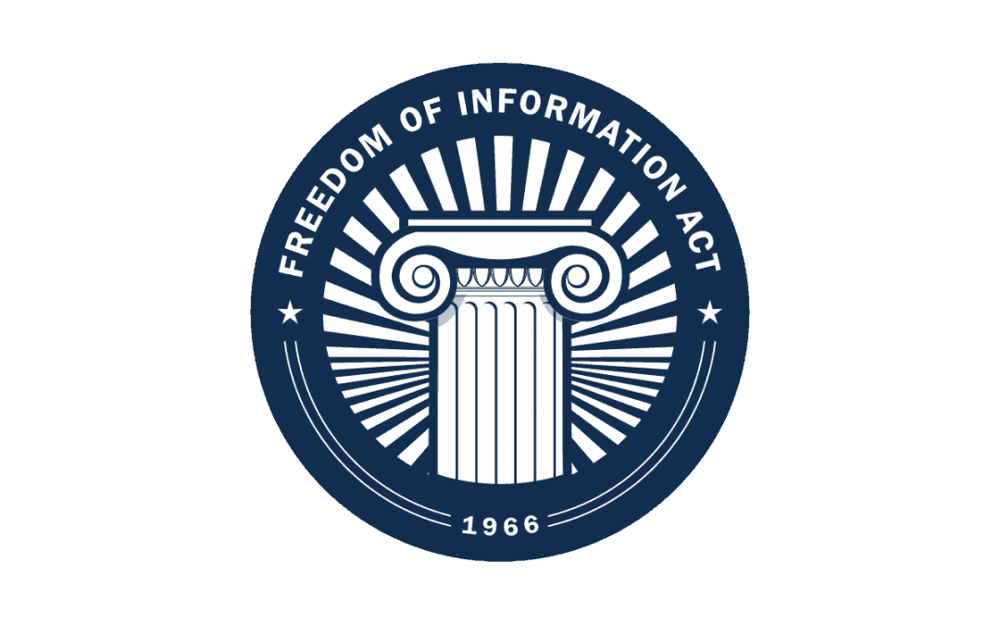 FREEDOM OF INFORMATION ACT
1966